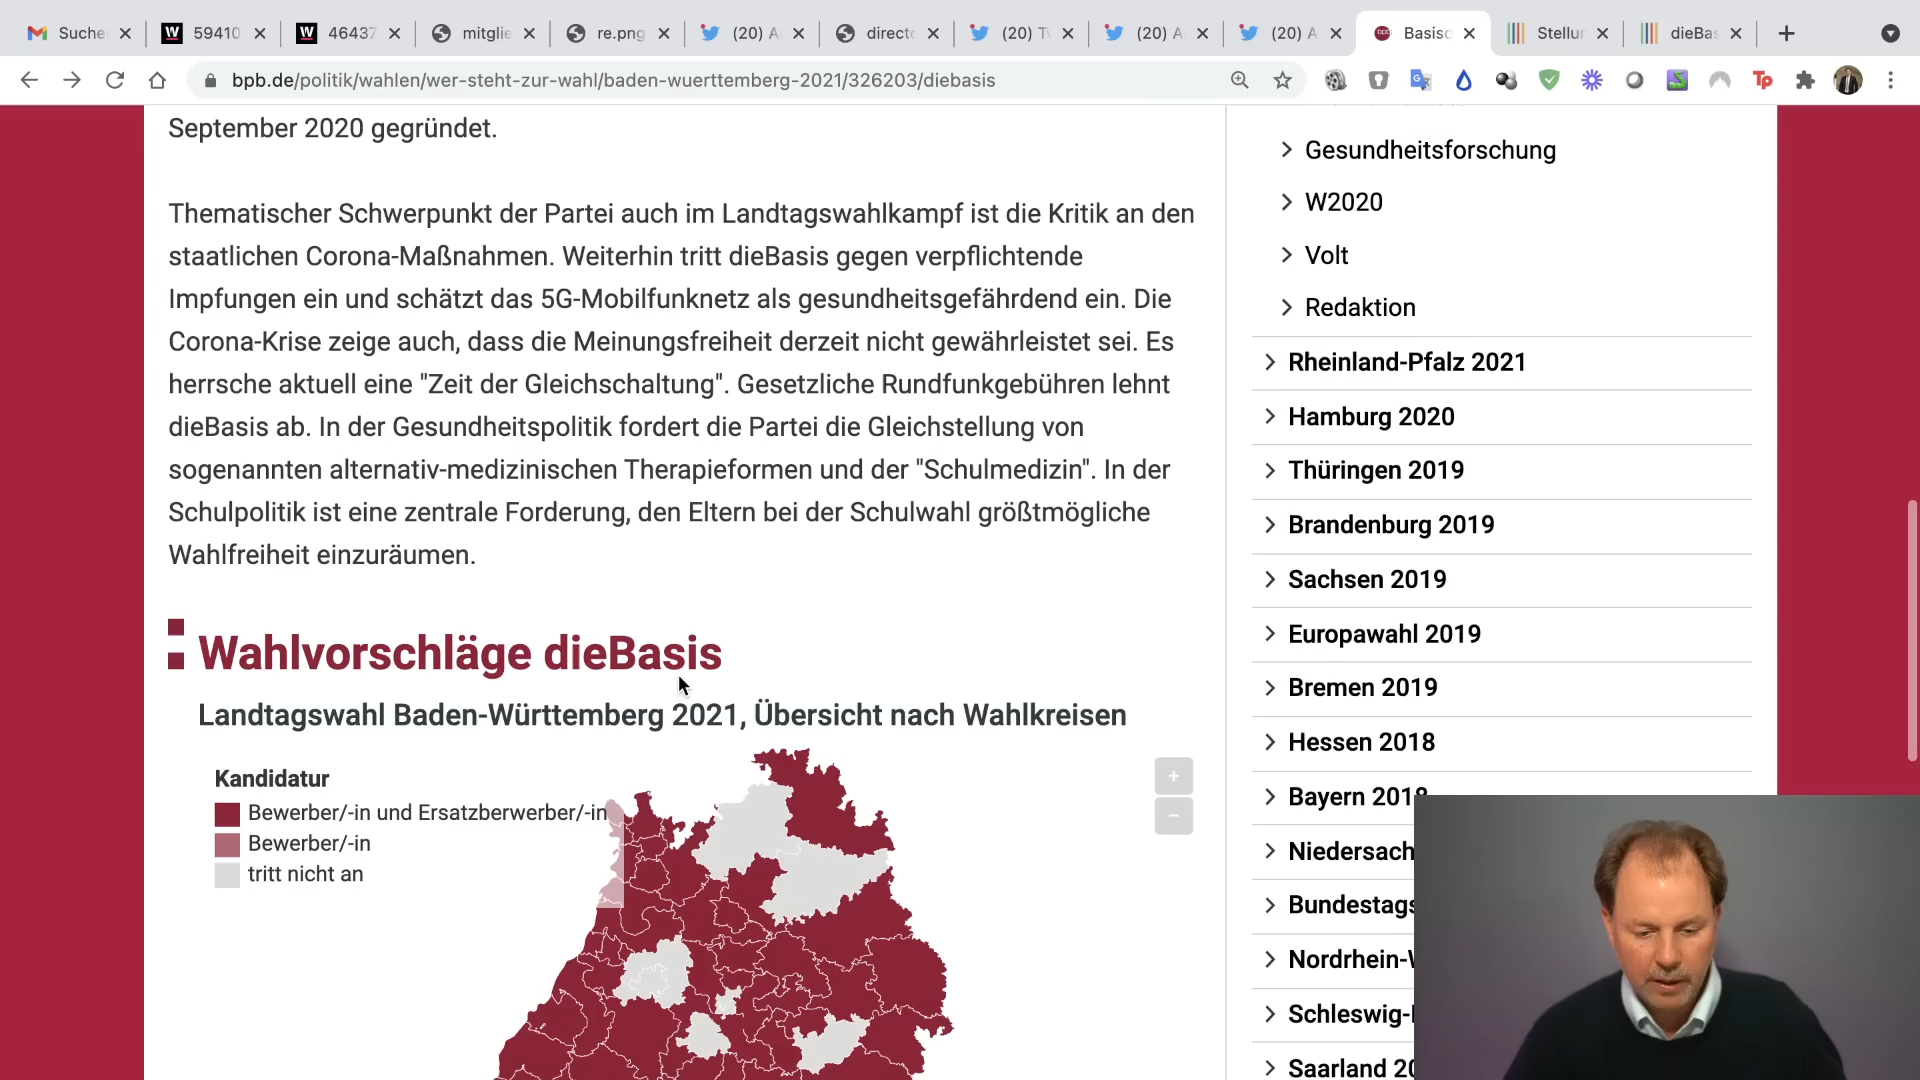 Suche
59410
46437
mitglie
re.png
(20) A
directo
(20) Tw
(20) A
(20) A
Basisd
Stellun
dieBas
bpb.de/politik/wahlen/wer-steht-zur-wahl/baden-wuerttemberg-2021/326203/diebasis
September 2020 gegründet.
Thematischer Schwerpunkt der Partei auch im Landtagswahlkampf ist die Kritik an den
staatlichen Corona-Maßnahmen. Weiterhin tritt dieBasis gegen verpflichtende
Impfungen ein und schätzt das 5G-Mobilfunknetz als gesundheitsgefährdend ein. Die
Corona-Krise zeige auch, dass die Meinungsfreiheit derzeit nicht gewährleistet sei. Es
herrsche aktuell eine "Zeit der Gleichschaltung". Gesetzliche Rundfunkgebühren lehnt
dieBasis ab. In der Gesundheitspolitik fordert die Partei die Gleichstellung von
sogenannten alternativ-medizinischen Therapieformen und der "Schulmedizin". In der
Schulpolitik ist eine zentrale Forderung, den Eltern bei der Schulwahl größtmögliche
Wahlfreiheit einzuräumen.
Wahlvorschläge dieBasis
Landtagswahl Baden-Württemberg 2021, Übersicht nach Wahlkreisen
Kandidatur
Bewerber/-in und Ersatzberwerber/-in
Bewerber/-in
tritt nicht an
Gesundheitsforschung
W2020
Volt
Redaktion
Rheinland-Pfalz 2021
Hamburg 2020
Thüringen 2019
Brandenburg 2019
Sachsen 2019
Europawahl 2019
Bremen 2019
Hessen 2018
Bayern 2018
Niedersach
Bundestags
Nordrhein-W
Schleswig-H
Saarland 20